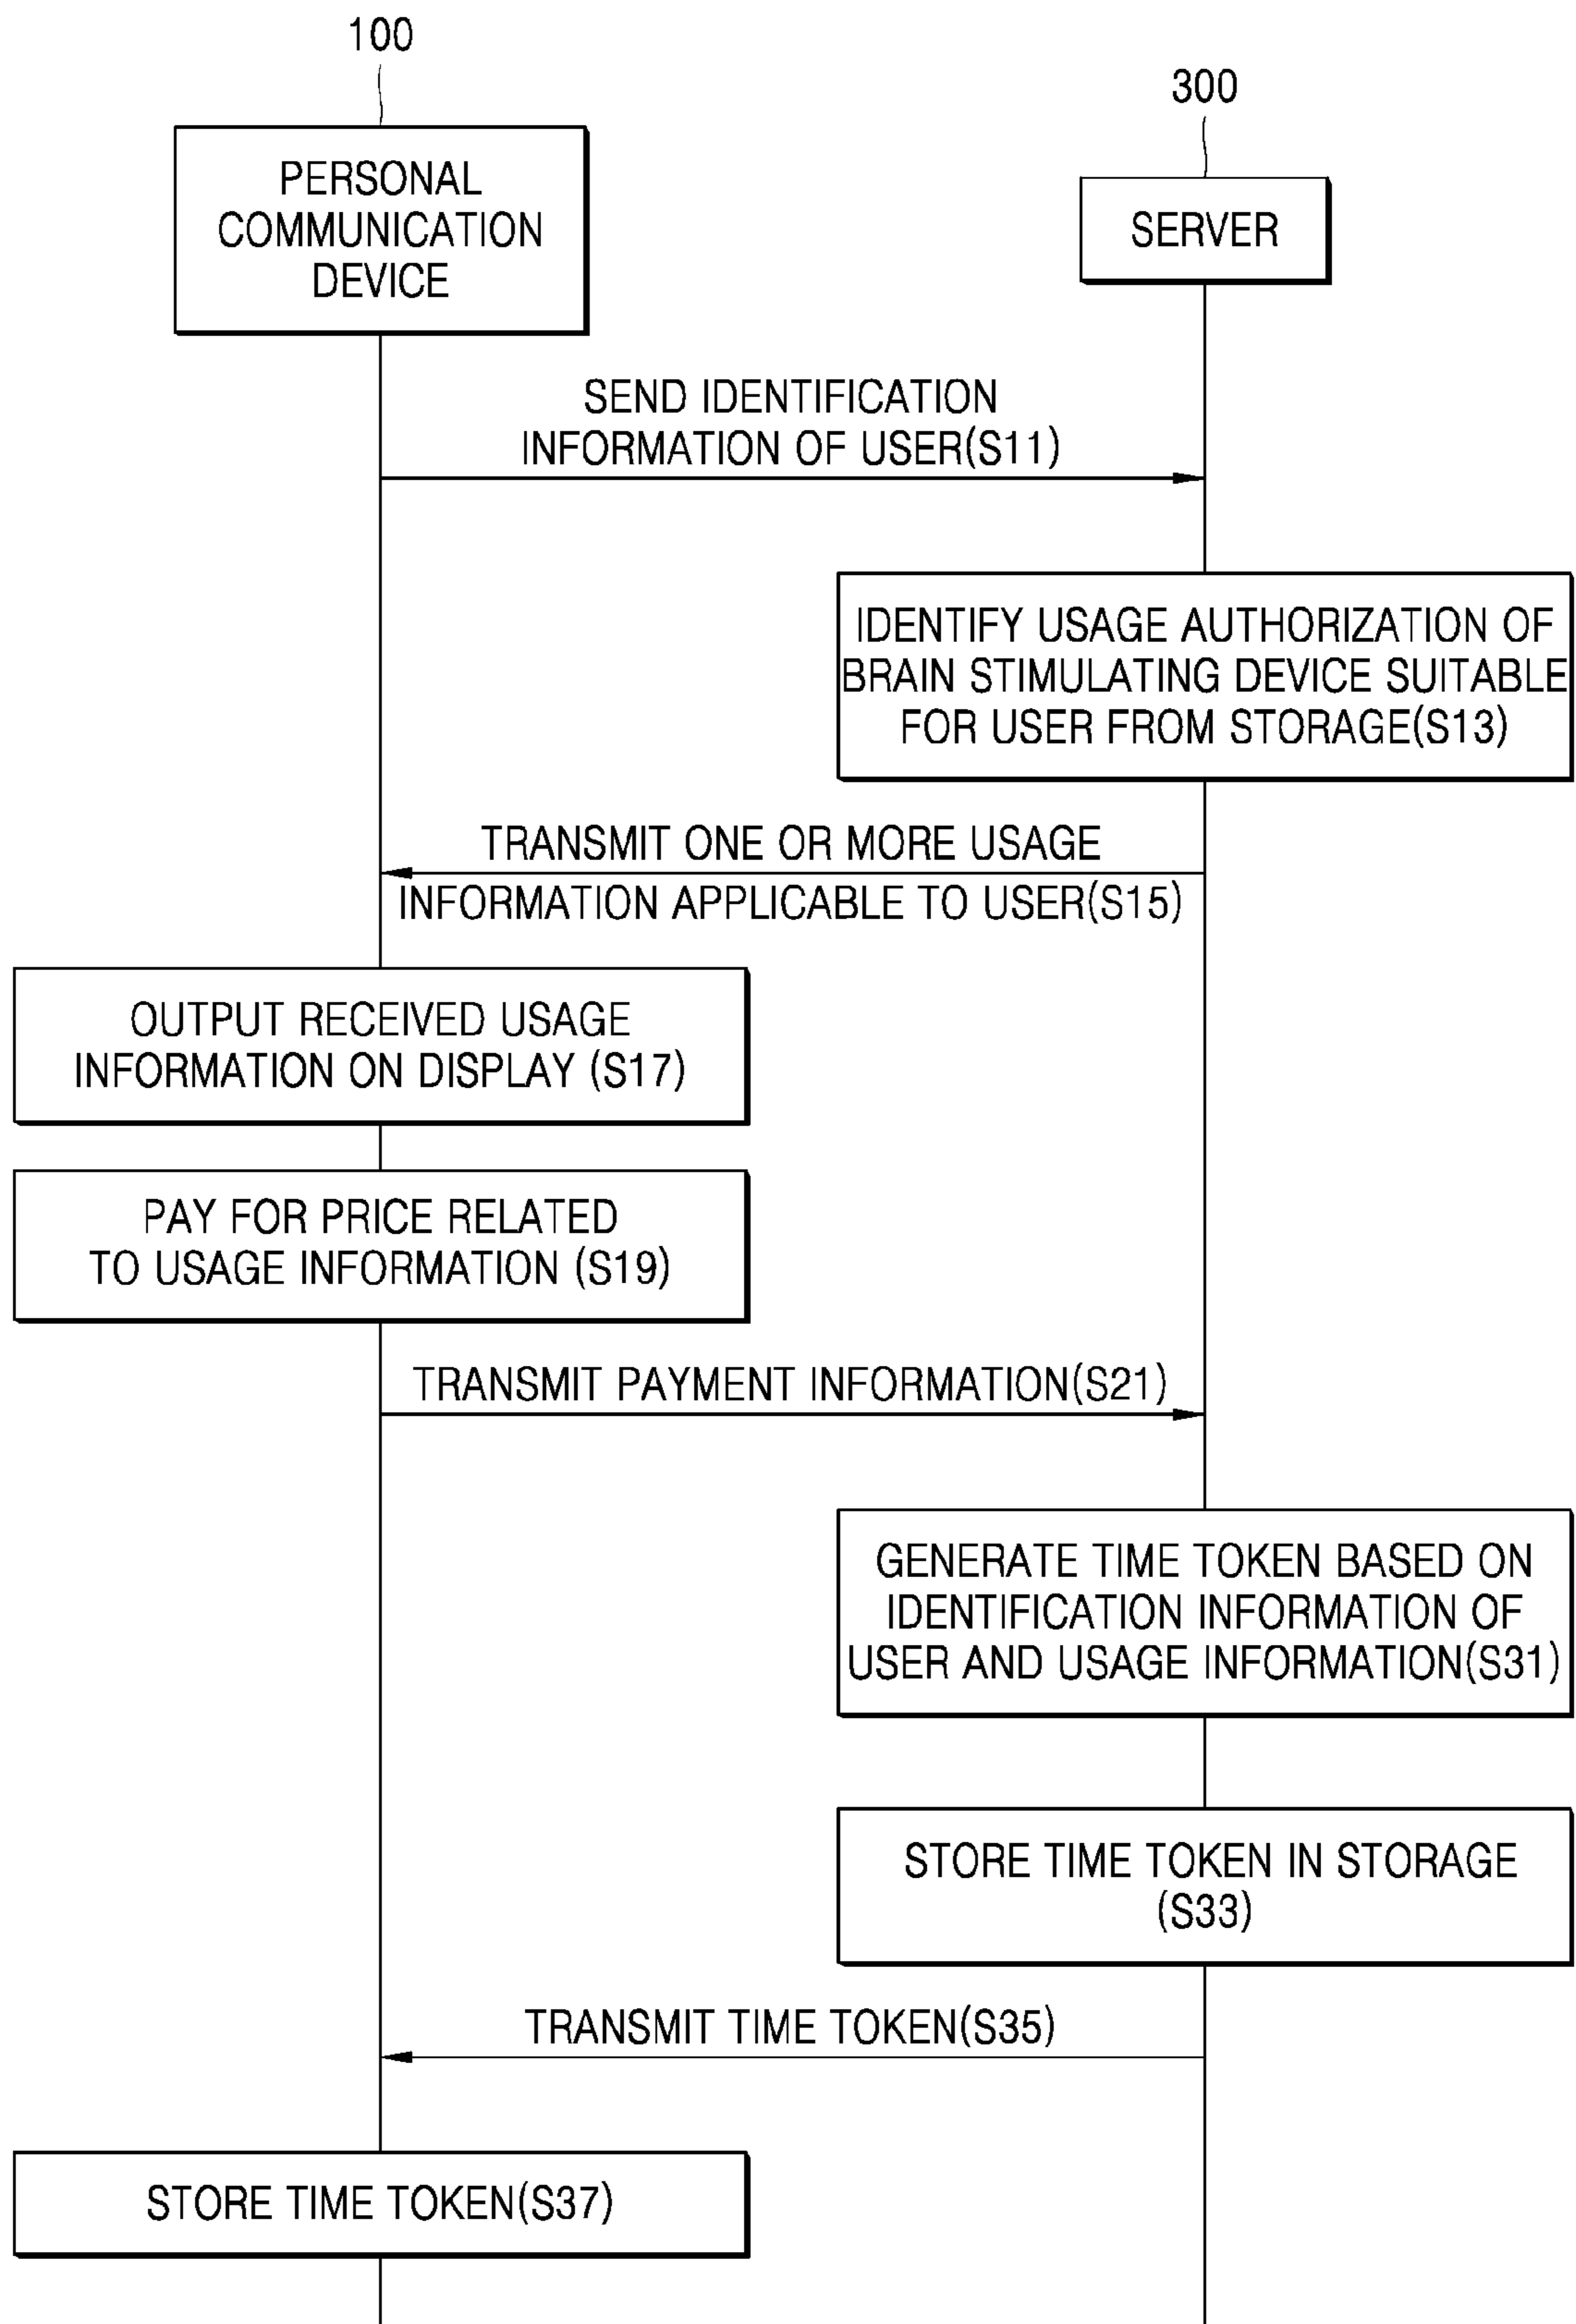 100
300
PERSONAL
COMMUNICATION
DEVICE
SERVER
SEND IDENTIFICATION
INFORMATION OF USER(S11)
IDENTIFY USAGE AUTHORIZATION OF
BRAIN STIMULATING DEVICE SUITABLE
FOR USER FROM STORAGE(S13)
TRANSMIT ONE OR MORE USAGE
INFORMATION APPLICABLE TO USER(S15)
OUTPUT RECEIVED USAGE
INFORMATION ON DISPLAY (S17)
PAY FOR PRICE RELATED
TO USAGE INFORMATION (S19)
TRANSMIT PAYMENT INFORMATION(S21)
GENERATE TIME TOKEN BASED ON
IDENTIFICATION INFORMATION OF
USER AND USAGE INFORMATION(S31)
STORE TIME TOKEN IN STORAGE
(S33)
TRANSMIT TIME TOKEN(S35)
STORE TIME TOKEN(S37)